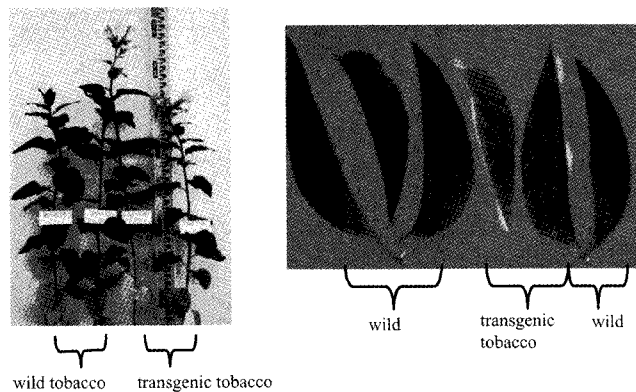 wild
transgenic
tobacco
wild
wild tobacco
transgenic tobacco